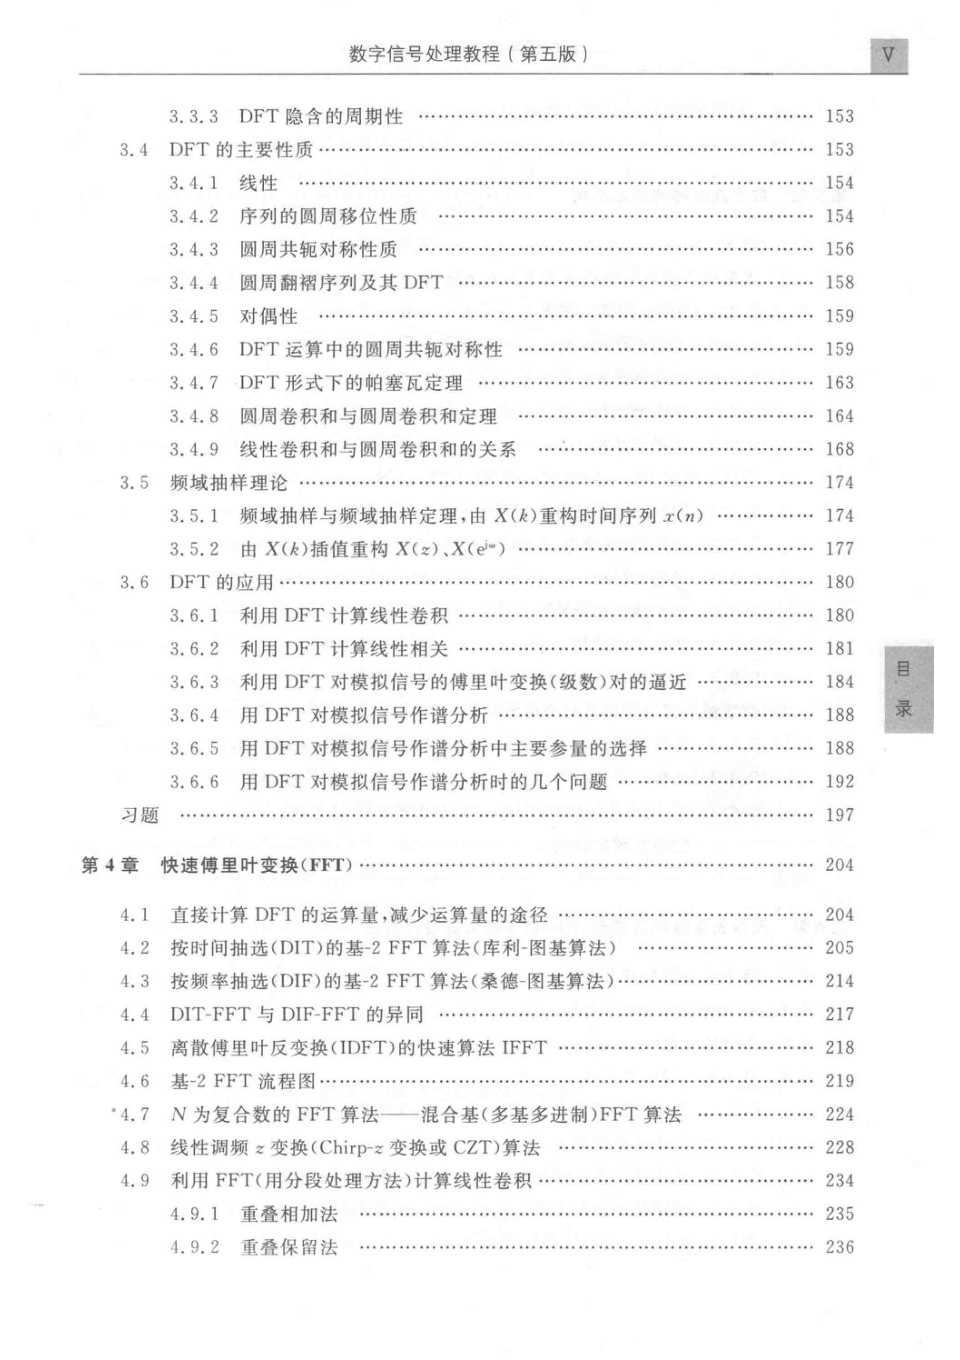 数字信号处理教程(第五版) V
3.3.3 DFT 隐含的周期性 …… 153
3.4 DFT 的主要性质 …… 153
3.4.1 线性 …… 154
3.4.2 序列的圆周移位性质 …… 154
3.4.3 圆周共轭对称性质 …… 156
3.4.4 圆周翻褶序列及其 DFT …… 158
3.4.5 对偶性 …… 159
3.4.6 DFT 运算中的圆周共轭对称性 …… 159
3.4.7 DFT 形式下的帕塞瓦定理 …… 163
3.4.8 圆周卷积和与圆周卷积和定理 …… 164
3.4.9 线性卷积和与圆周卷积和的关系 …… 168
3.5 频域抽样理论 …… 174
3.5.1 频域抽样与频域抽样定理,由 X(k)重构时间序列 x(n) …… 174
3.5.2 由 X(k)插值重构 X(z)、X(e^{jω}) …… 177
3.6 DFT 的应用 …… 180
3.6.1 利用 DFT 计算线性卷积 …… 180
3.6.2 利用 DFT 计算线性相关 …… 181
3.6.3 利用 DFT 对模拟信号的傅里叶变换(级数)对的逼近 …… 184
3.6.4 用 DFT 对模拟信号作谱分析 …… 188
3.6.5 用 DFT 对模拟信号作谱分析中主要参量的选择 …… 188
3.6.6 用 DFT 对模拟信号作谱分析时的几个问题 …… 192
习题 …… 197
第 4 章 快速傅里叶变换(FFT) …… 204
4.1 直接计算 DFT 的运算量,减少运算量的途径 …… 204
4.2 按时间抽选(DIT)的基-2 FFT 算法(库利-图基算法) …… 205
4.3 按频率抽选(DIF)的基-2 FFT 算法(桑德-图基算法) …… 214
4.4 DIT-FFT 与 DIF-FFT 的异同 …… 217
4.5 离散傅里叶反变换(IDFT)的快速算法 IFFT …… 218
4.6 基-2 FFT 流程图 …… 219
*4.7 N 为复合数的 FFT 算法——混合基(多基多进制)FFT 算法 …… 224
4.8 线性调频 z 变换(Chirp-z 变换或 CZT)算法 …… 228
4.9 利用 FFT(用分段处理方法)计算线性卷积 …… 234
4.9.1 重叠相加法 …… 235
4.9.2 重叠保留法 …… 236
目
录